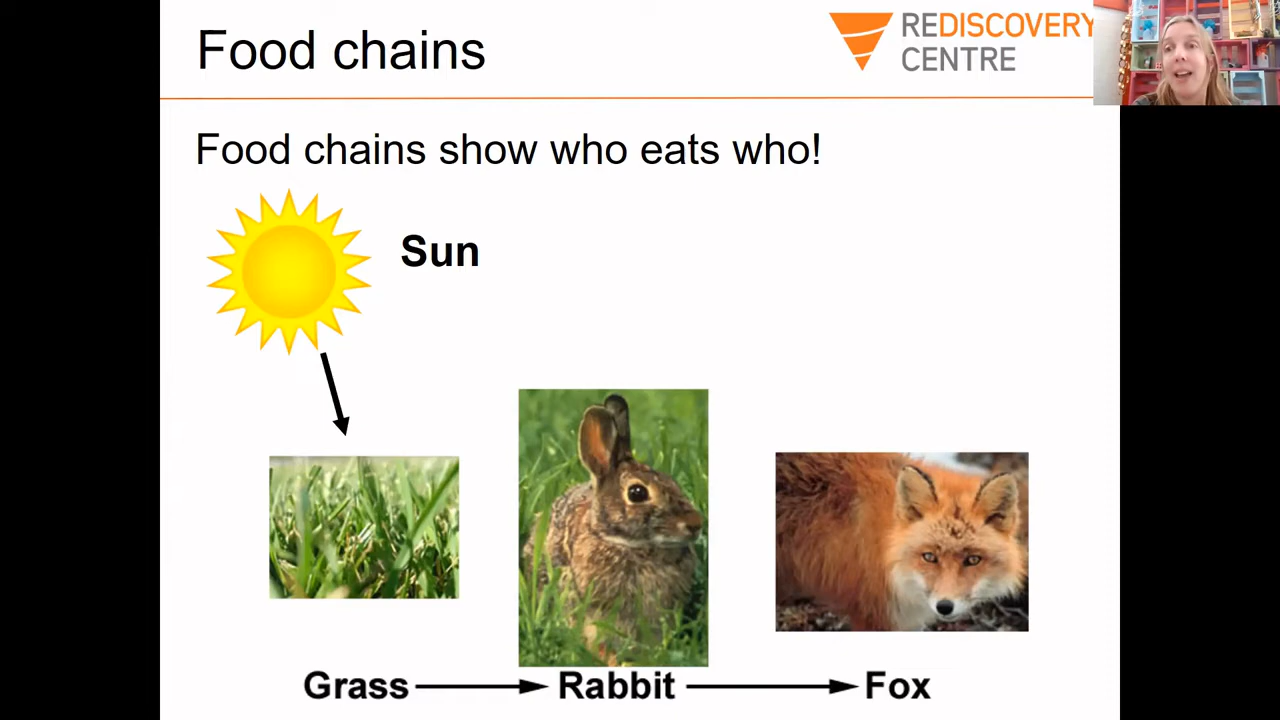 Food chains
REDISCOVERY
CENTRE
Food chains show who eats who!
Sun
Grass Rabbit Fox